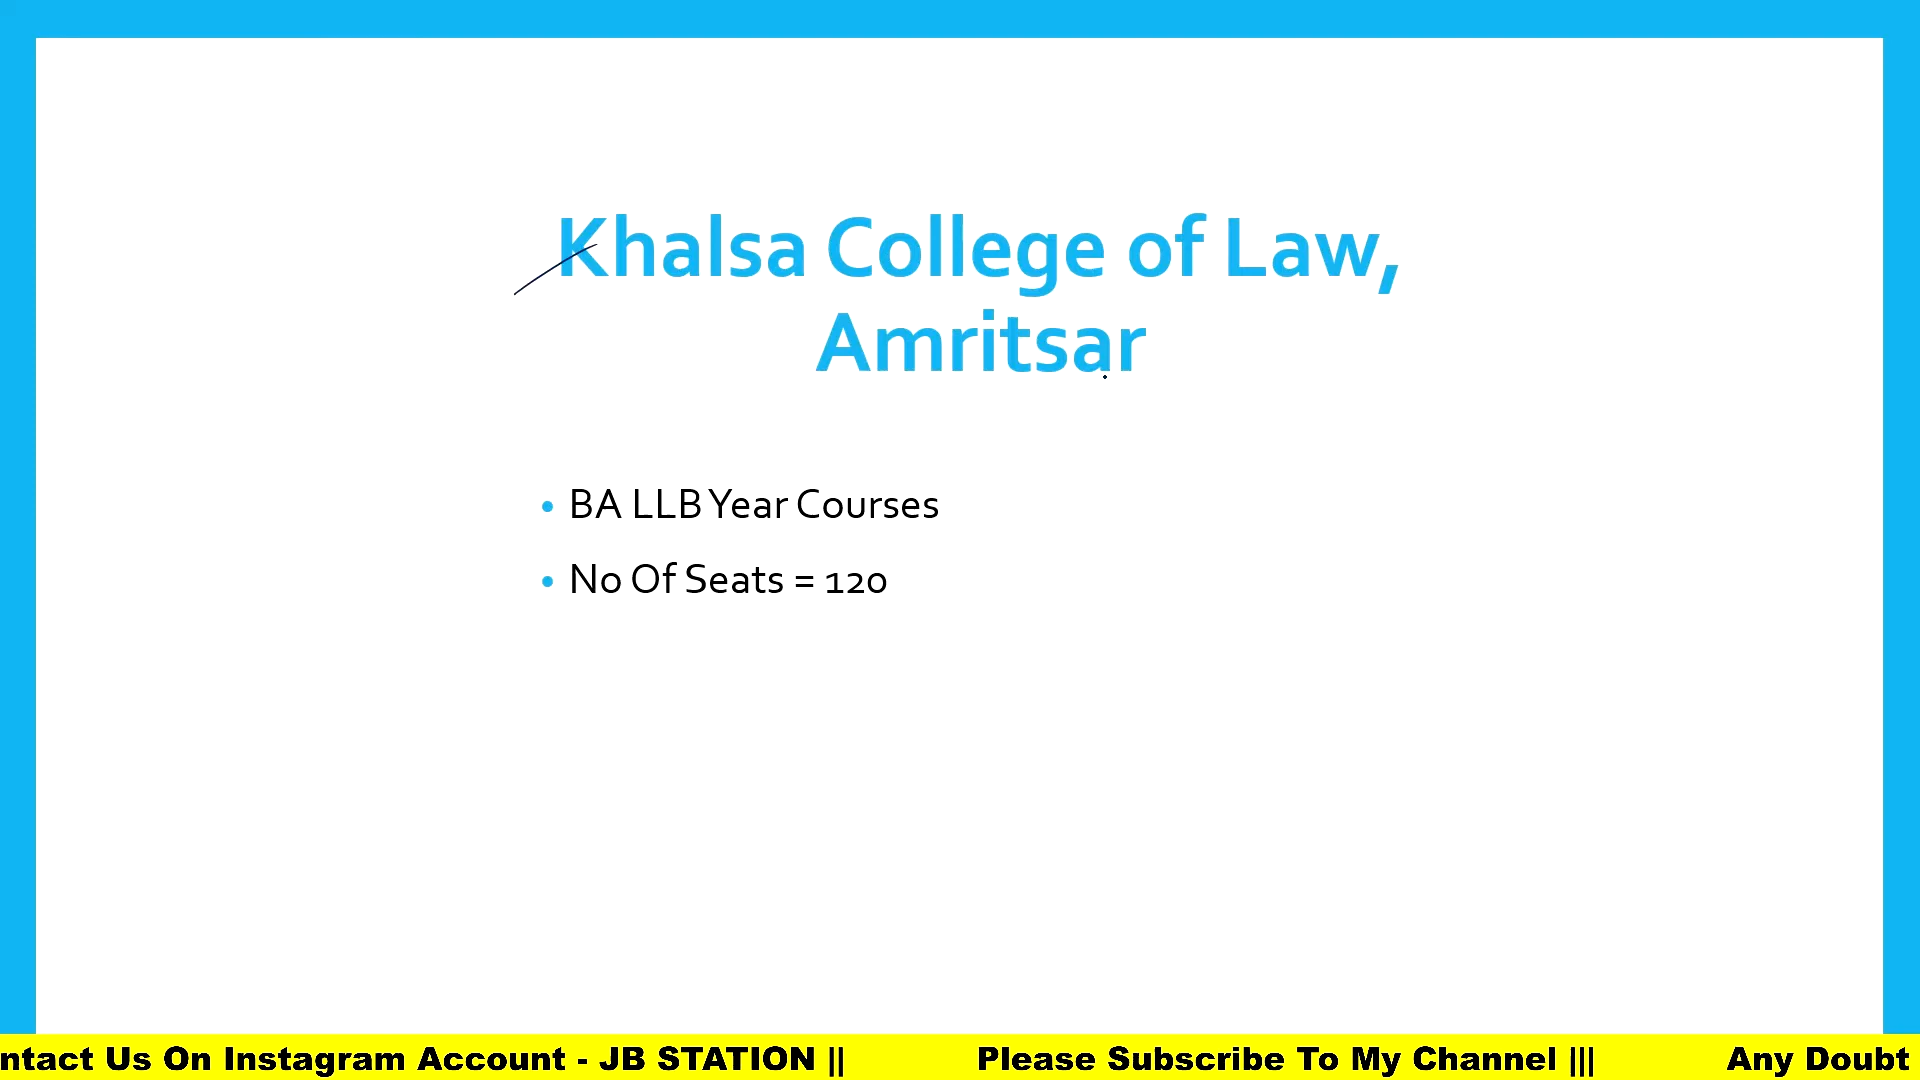 Khalsa College of Law,
Amritsar
• BA LLB Year Courses
• No Of Seats = 120
ntact Us On Instagram Account - JB STATION || Please Subscribe To My Channel ||| Any Doubt